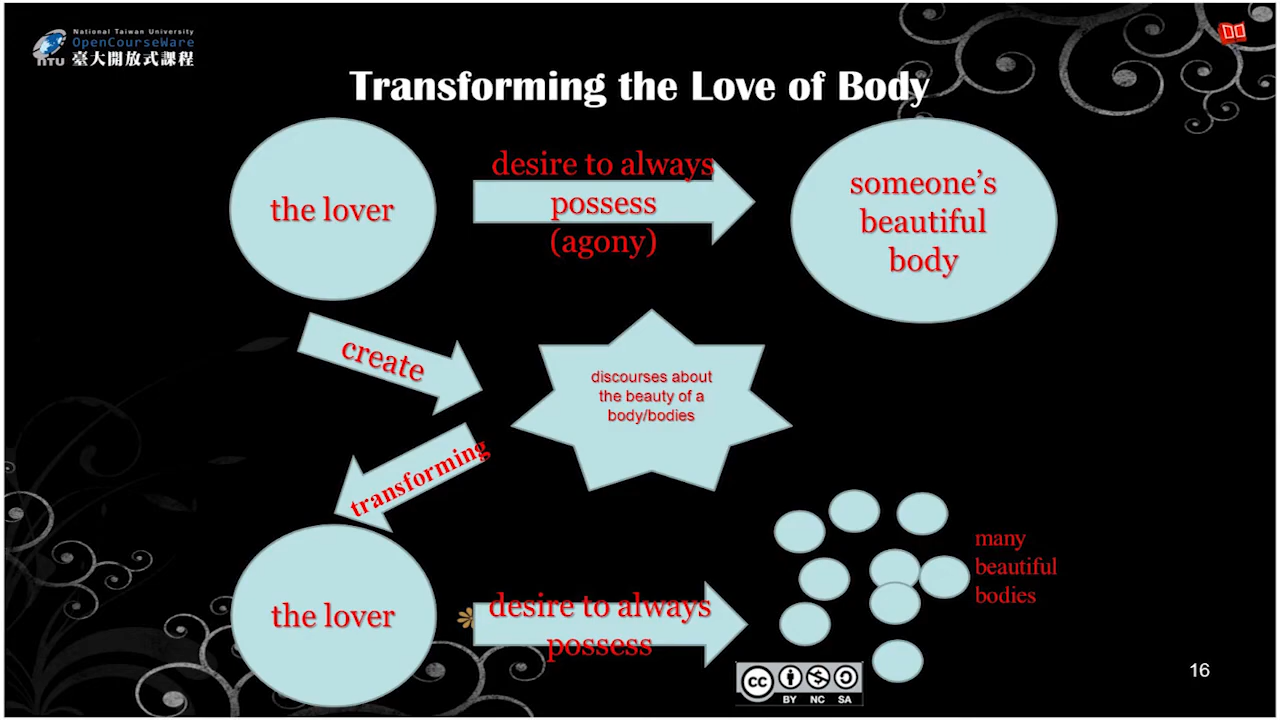 National Taiwan University
OpenCourseWare
NTU 臺大開放式課程
Transforming the Love of Body
the lover
desire to always
possess
(agony)
someone's
beautiful
body
create
discourses about
the beauty of a
body/bodies
transforming
the lover
desire to always
possess
many
beautiful
bodies
cc
BY NC SA
16